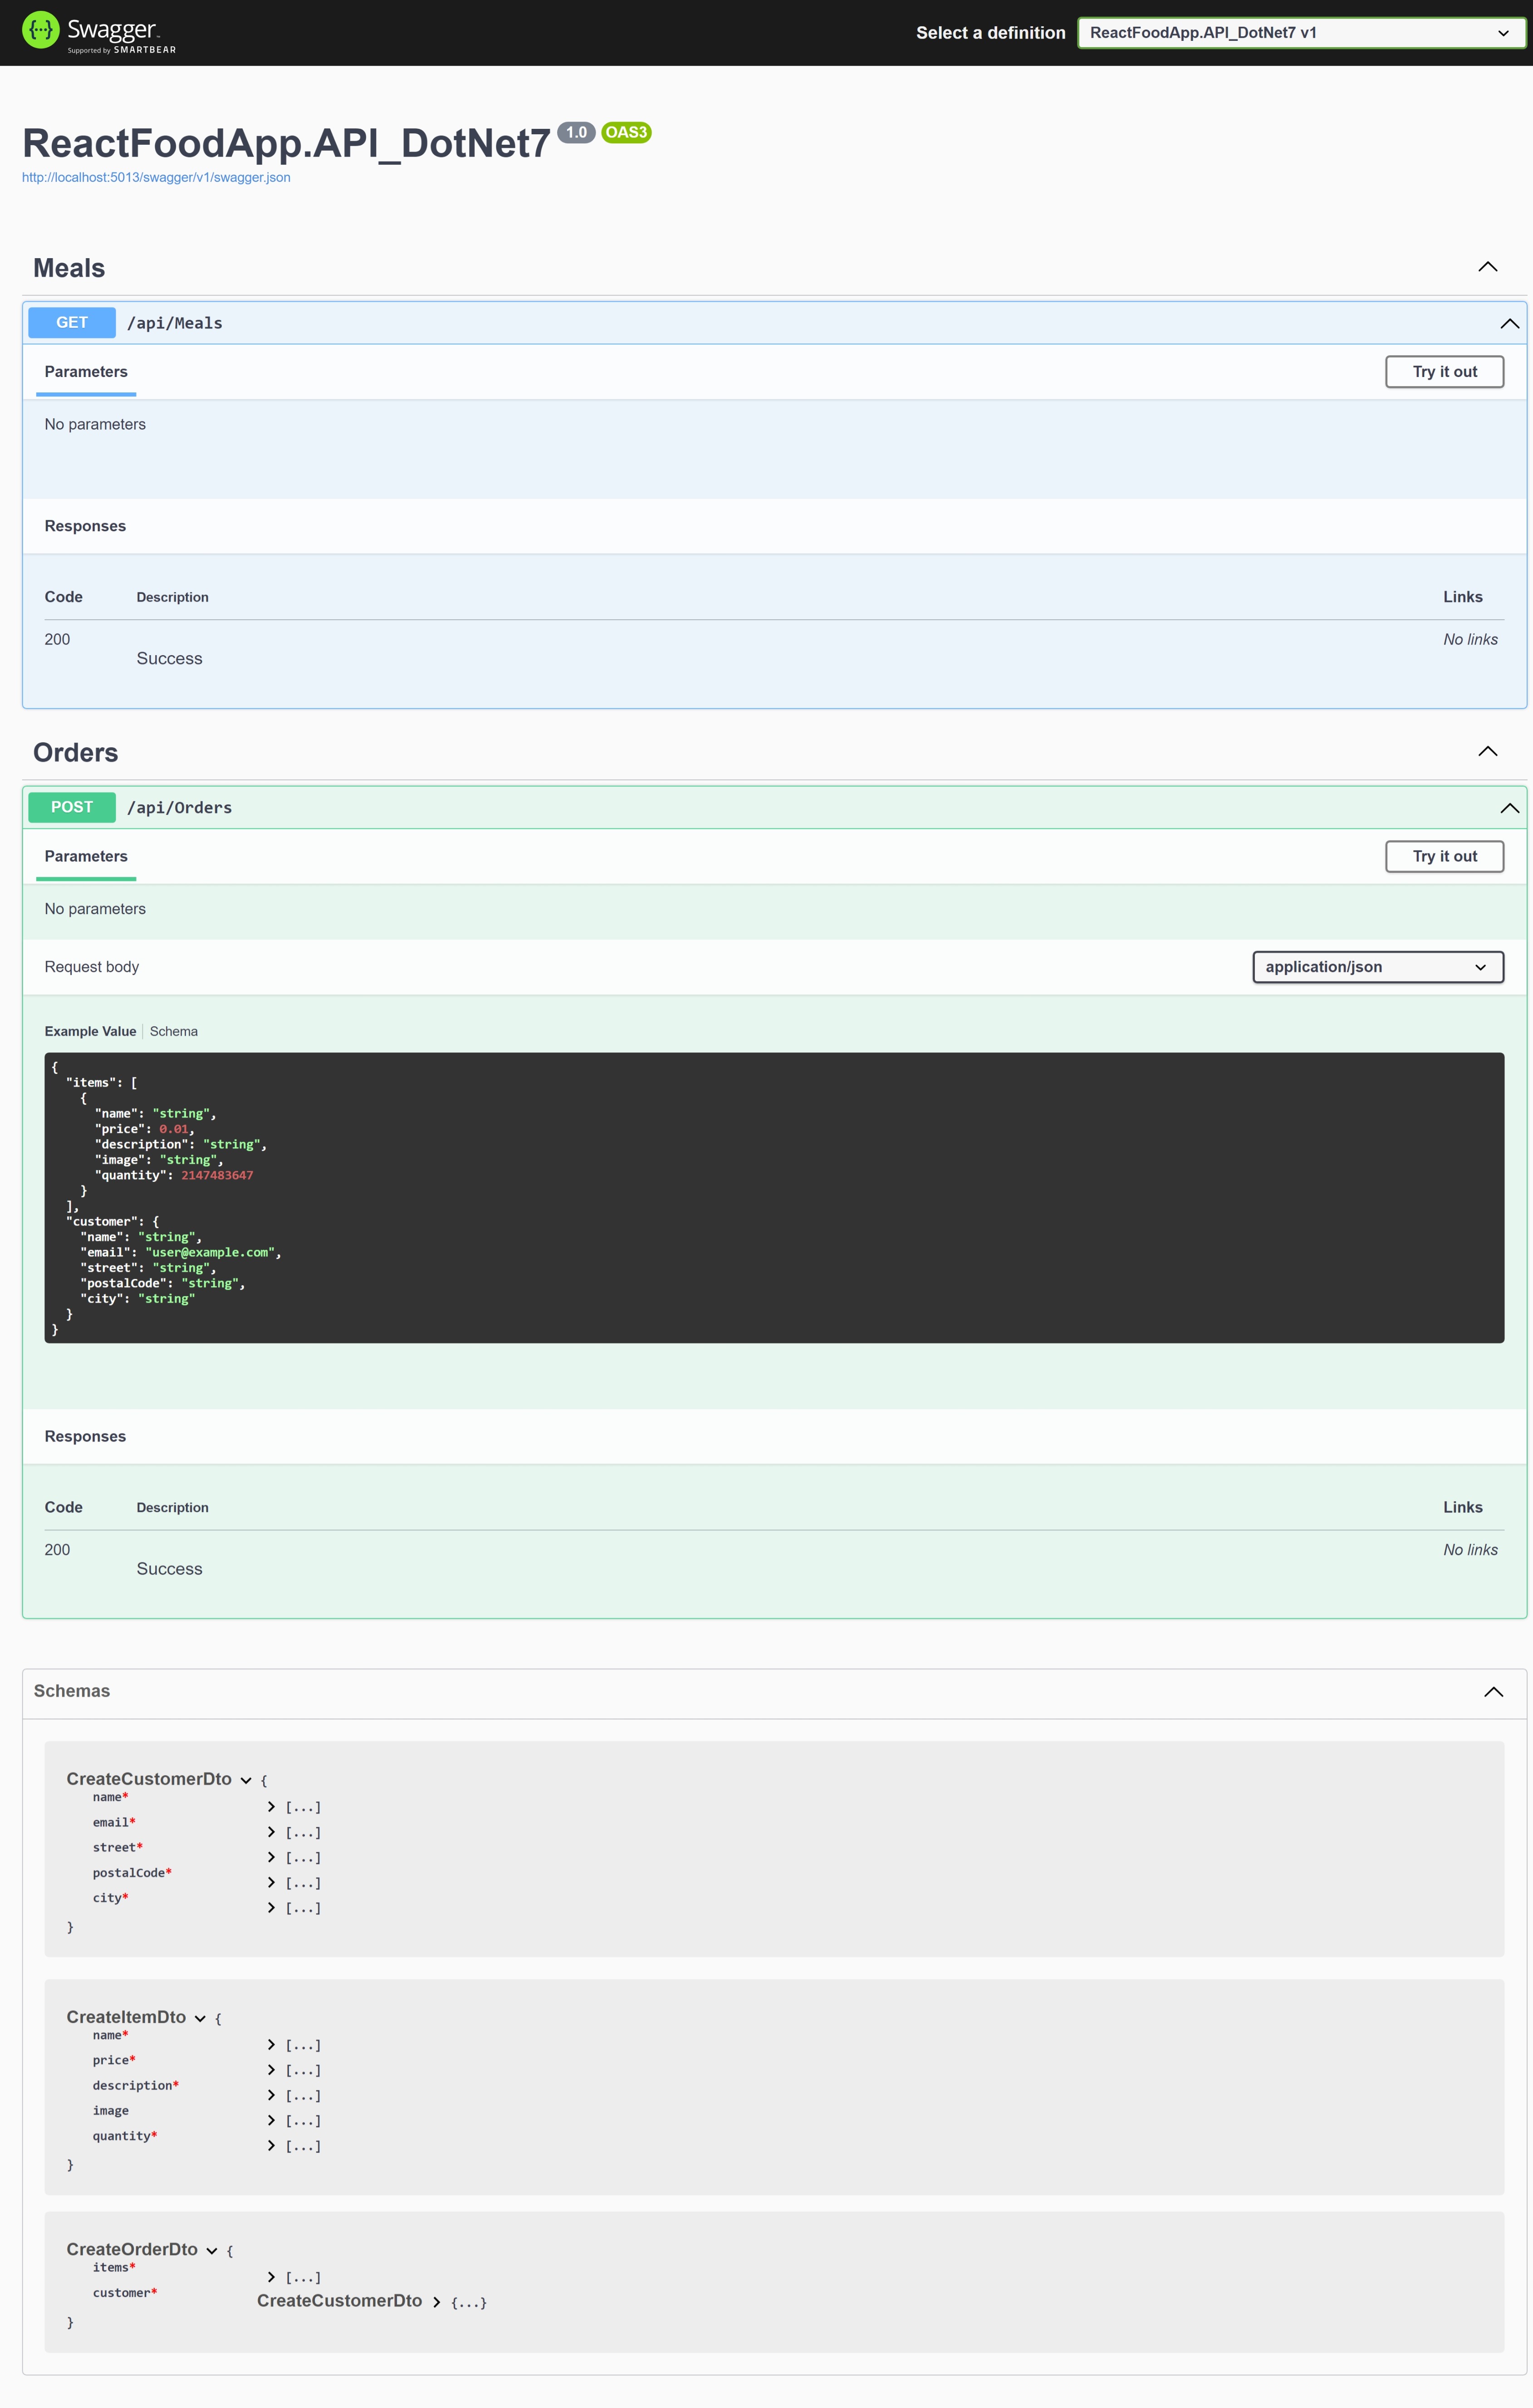 Swagger™
Supported by SMARTBEAR
Select a definition
ReactFoodApp.API_DotNet7 v1
ReactFoodApp.API_DotNet7 1.0 OAS3
http://localhost:5013/swagger/v1/swagger.json
Meals
GET /api/Meals
Parameters
Try it out
No parameters
Responses
Code Description Links
200 No links
Success
Orders
POST /api/Orders
Parameters
Try it out
No parameters
Request body
application/json
Example Value Schema
{
  "items": [
    {
      "name": "string",
      "price": 0.01,
      "description": "string",
      "image": "string",
      "quantity": 2147483647
    }
  ],
  "customer": {
    "name": "string",
    "email": "user@example.com",
    "street": "string",
    "postalCode": "string",
    "city": "string"
  }
}
Responses
Code Description Links
200 No links
Success
Schemas
CreateCustomerDto {
name* [...]
email* [...]
street* [...]
postalCode* [...]
city* [...]
}
CreateItemDto {
name* [...]
price* [...]
description* [...]
image [...]
quantity* [...]
}
CreateOrderDto {
items* [...]
customer* CreateCustomerDto {...}
}